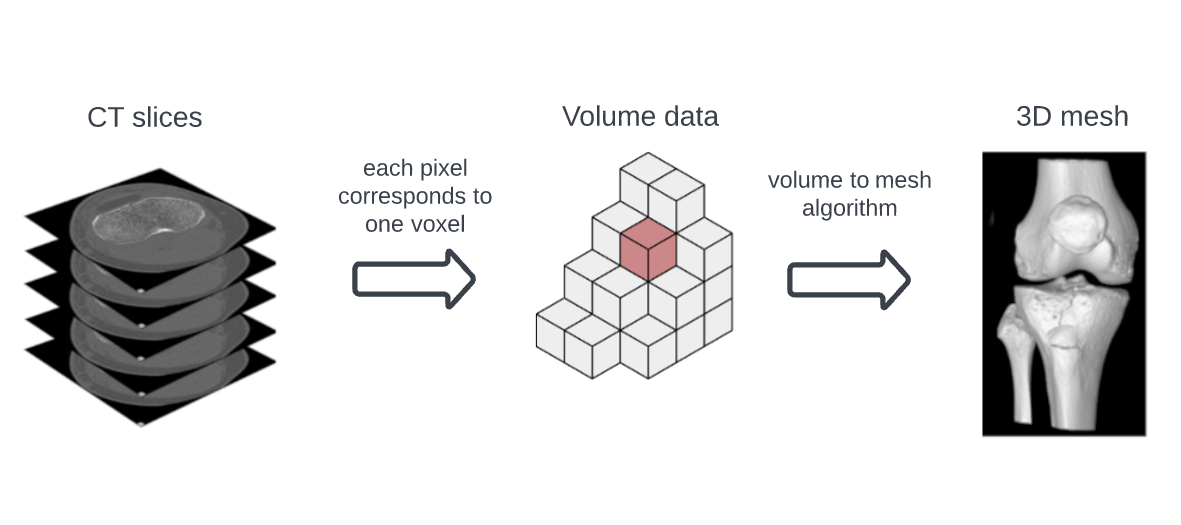 CT slices
each pixel
corresponds to
one voxel
Volume data
volume to mesh
algorithm
3D mesh